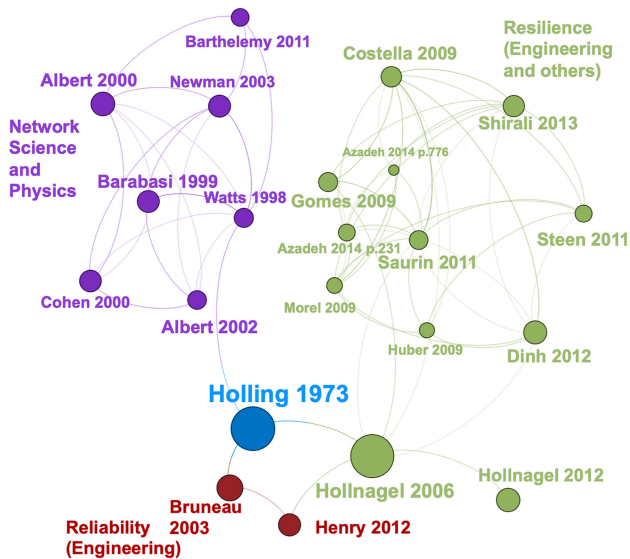 Barthelemy 2011
Costella 2009
Resilience
(Engineering
and others)
Albert 2000
Newman 2003
Shirali 2013
Network
Science
and
Physics
Azadeh 2014 p.776
Barabasi 1999
Watts 1998
Gomes 2009
Steen 2011
Azadeh 2014 p.231
Saurin 2011
Cohen 2000
Morel 2009
Albert 2002
Huber 2009
Dinh 2012
Holling 1973
Hollnagel 2006
Hollnagel 2012
Bruneau
2003
Henry 2012
Reliability
(Engineering)